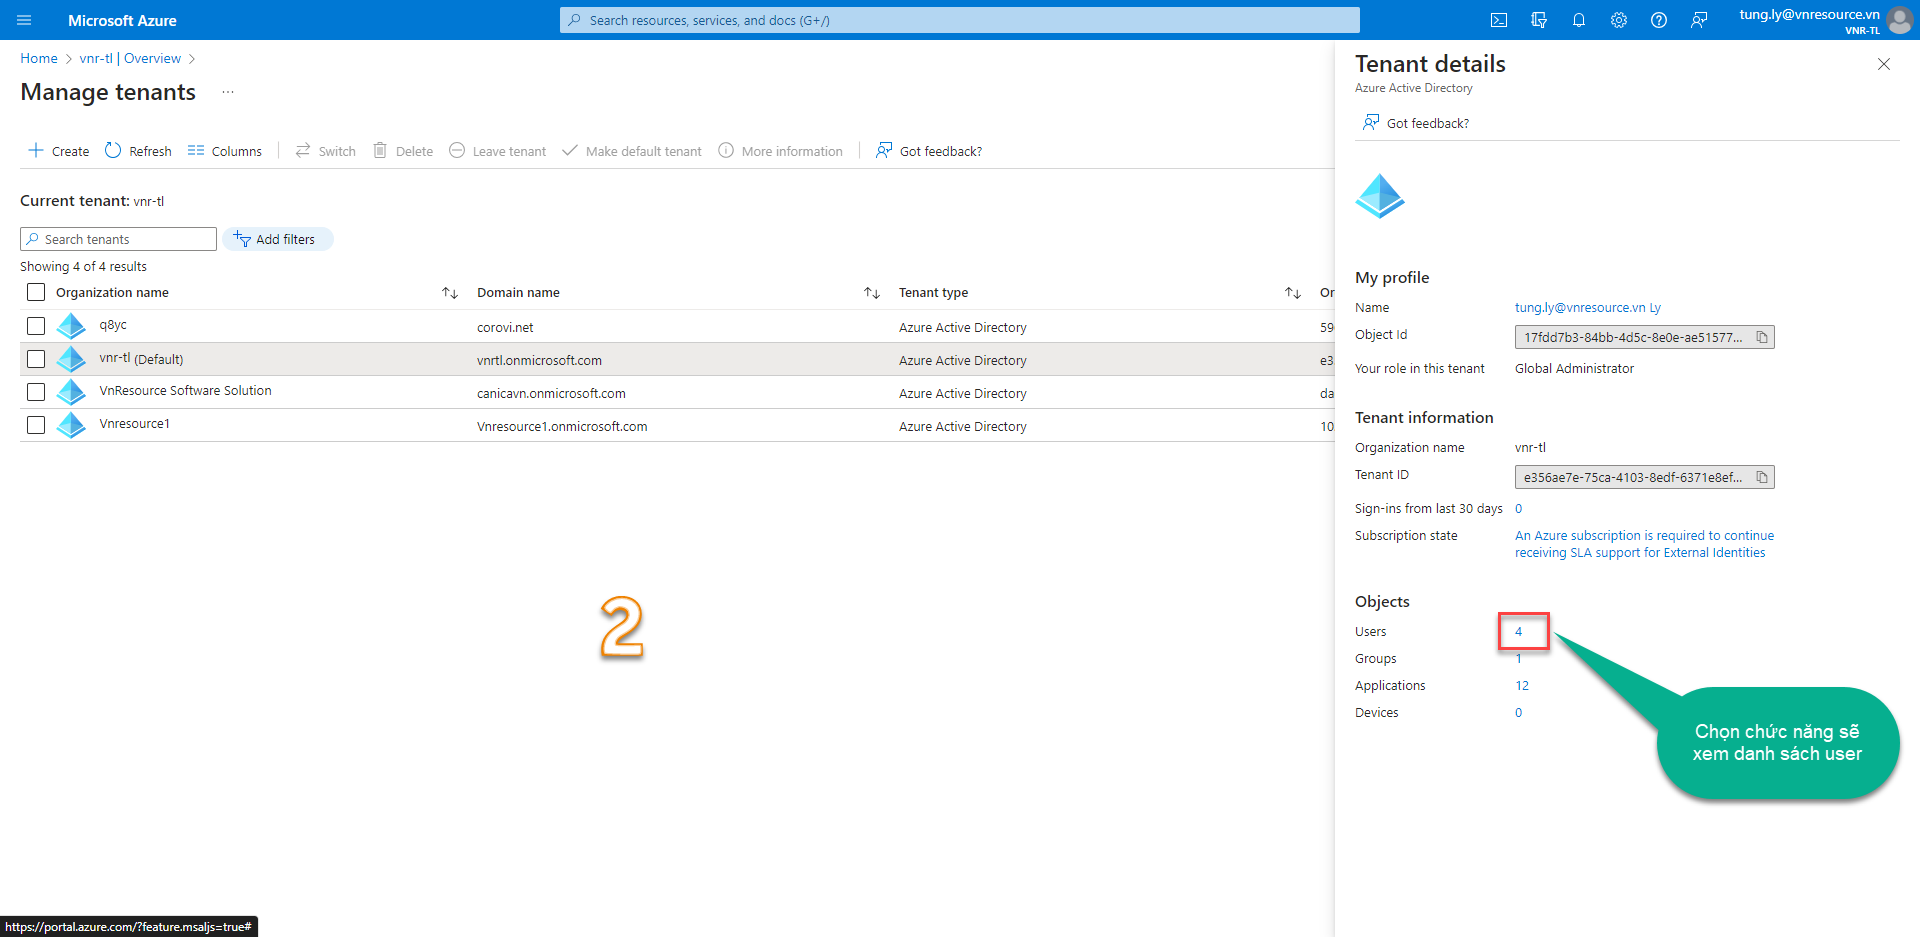 Microsoft Azure
Search resources, services, and docs (G+/)
tung.ly@vnresource.vn
VNR-TL
Home > vnr-tl | Overview >
Manage tenants ...
Create Refresh Columns Switch Delete Leave tenant Make default tenant More information Got feedback?
Current tenant: vnr-tl
Search tenants
Add filters
Showing 4 of 4 results
Organization name Domain name Tenant type Or
q8yc corovi.net Azure Active Directory 59
vnr-tl (Default) vnrtl.onmicrosoft.com Azure Active Directory e3
VnResource Software Solution canicavn.onmicrosoft.com Azure Active Directory da
Vnresource1 Vnresource1.onmicrosoft.com Azure Active Directory 10
2
Tenant details
Azure Active Directory
Got feedback?
My profile
Name tung.ly@vnresource.vn Ly
Object Id 17fdd7b3-84bb-4d5c-8e0e-ae51577...
Your role in this tenant Global Administrator
Tenant information
Organization name vnr-tl
Tenant ID e356ae7e-75ca-4103-8edf-6371e8ef...
Sign-ins from last 30 days 0
Subscription state An Azure subscription is required to continue
receiving SLA support for External Identities
Objects
Users 4
Groups 1
Applications 12
Devices 0
Chọn chức năng sẽ
xem danh sách user
https://portal.azure.com/?feature.msaljs=true#